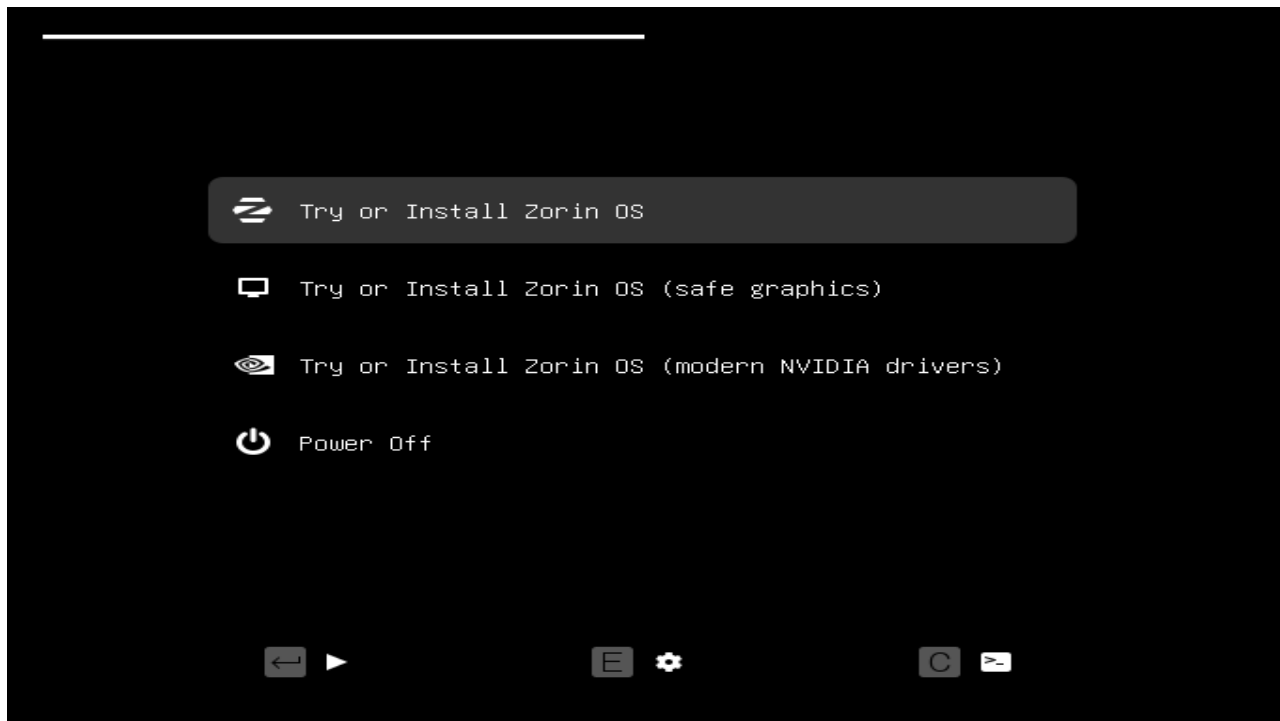 Try or Install Zorin OS
Try or Install Zorin OS (safe graphics)
Try or Install Zorin OS (modern NVIDIA drivers)
Power Off
E C >_